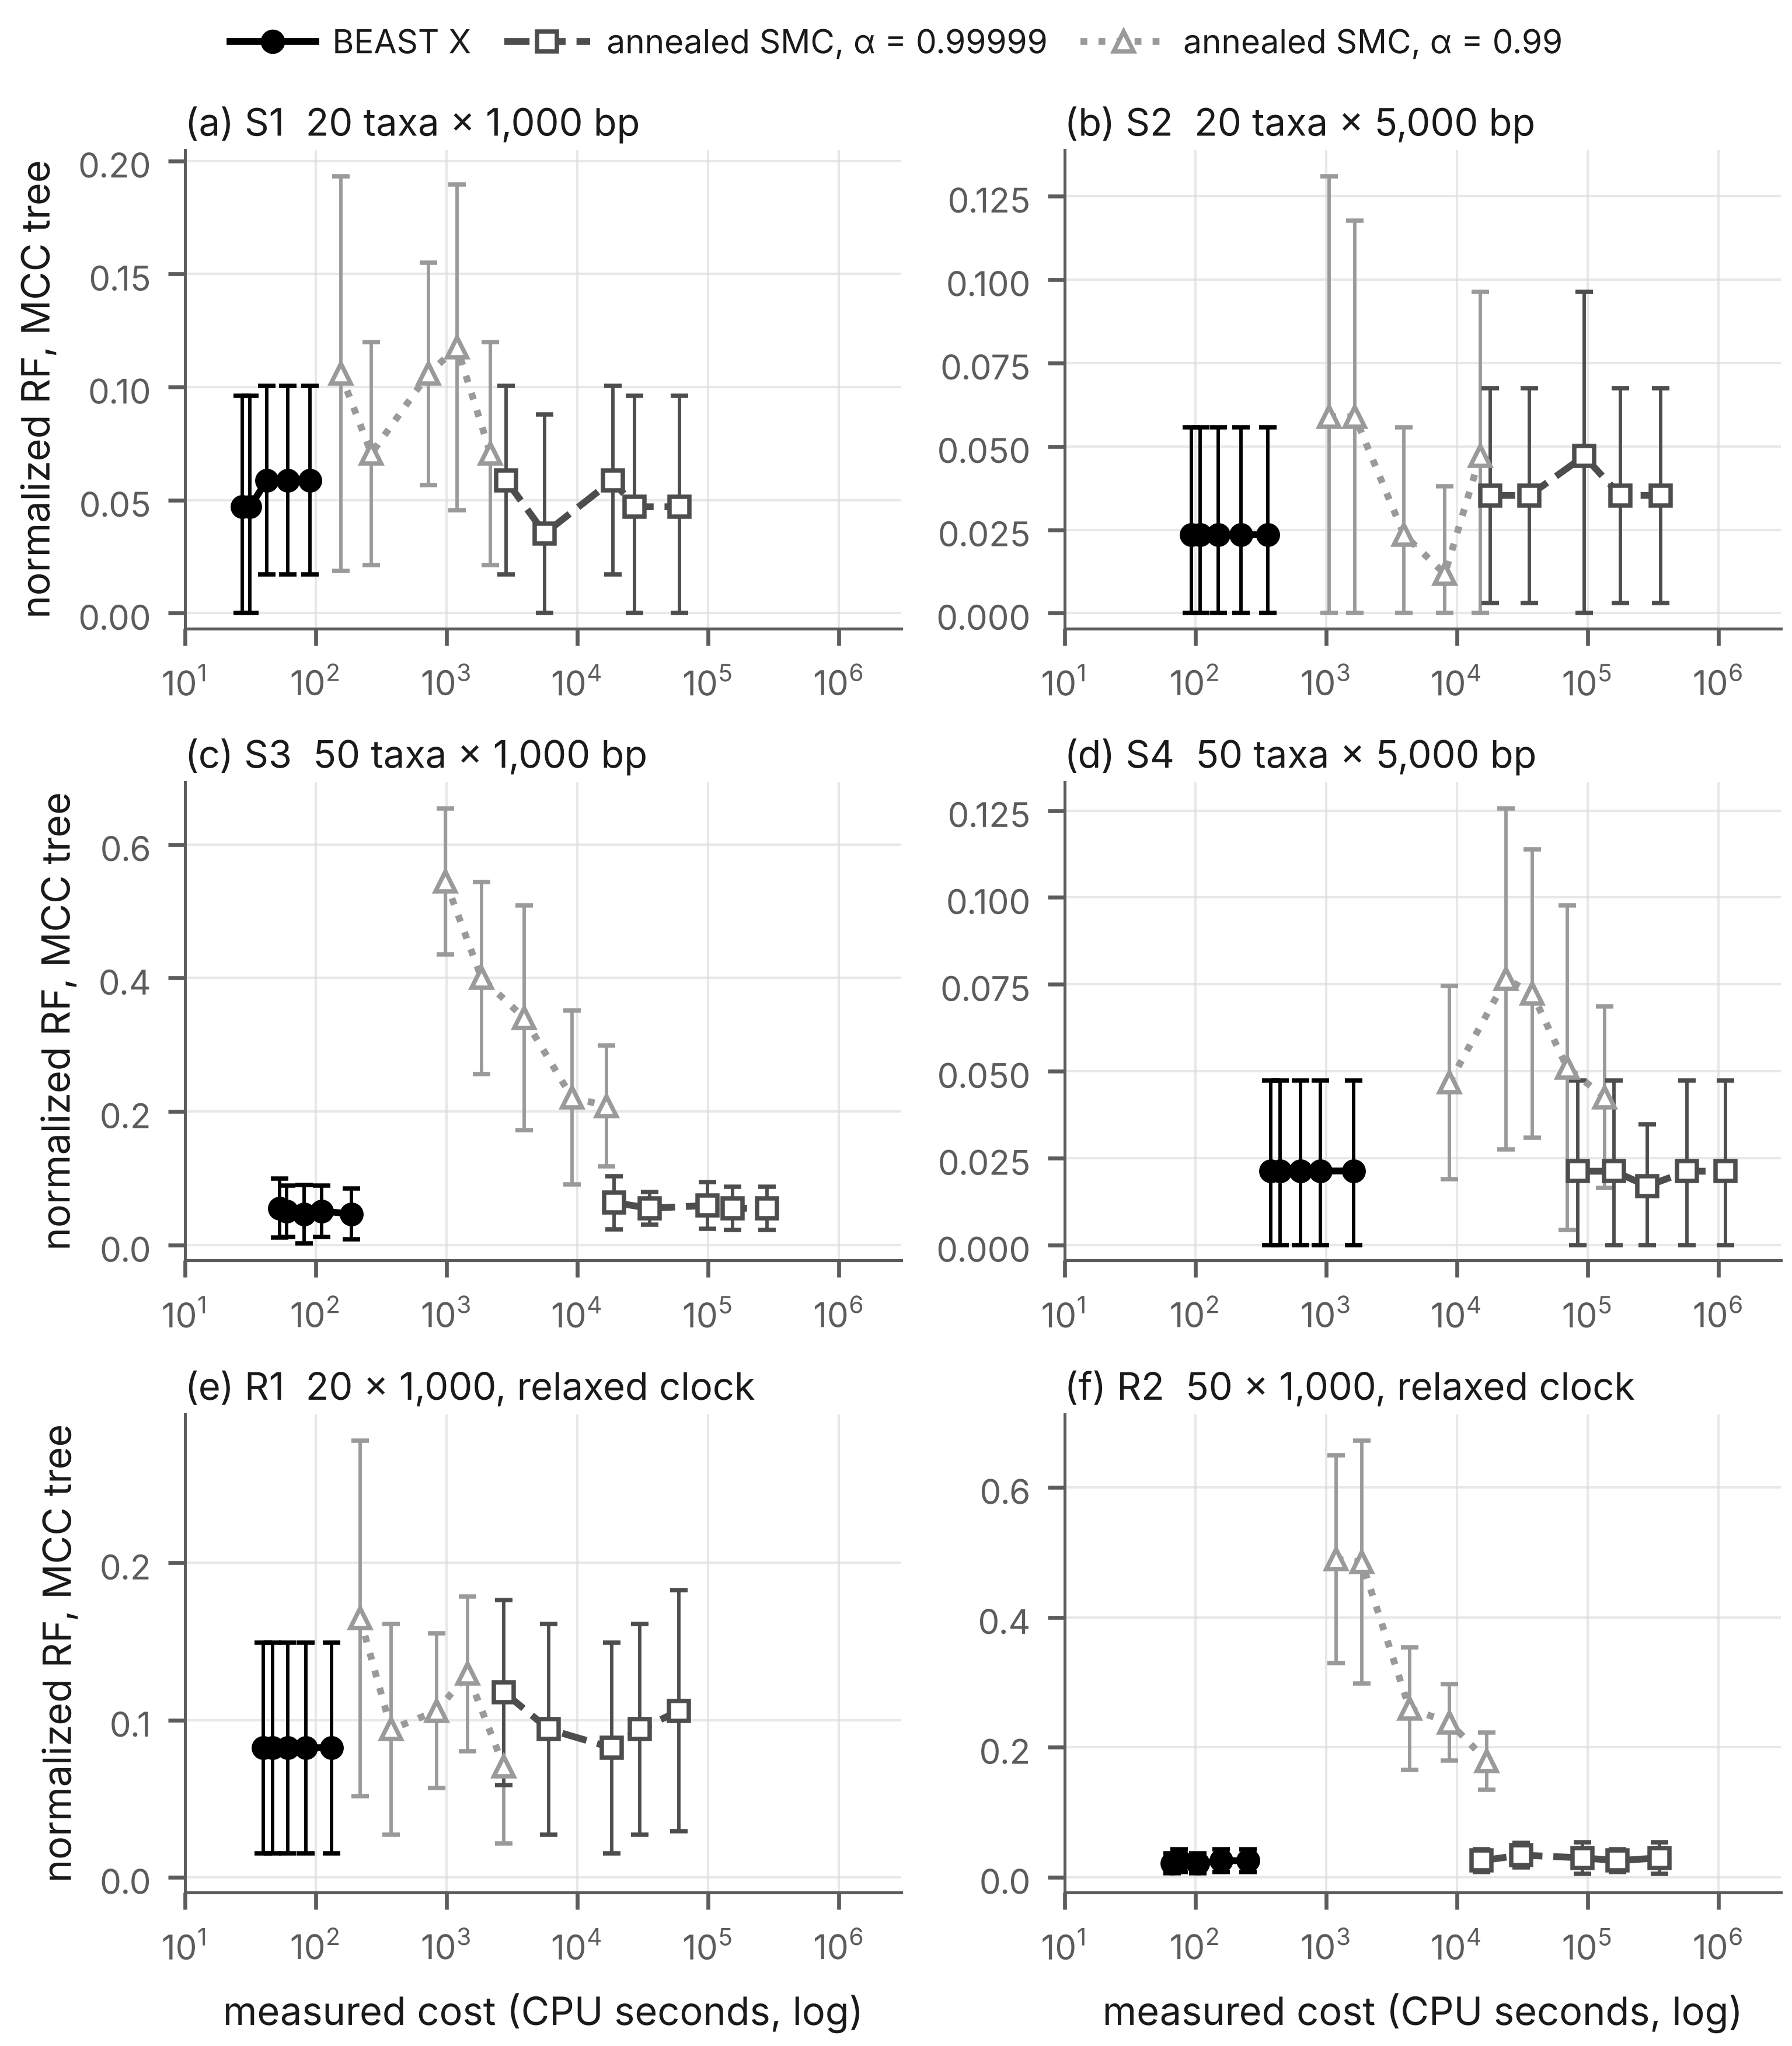 BEAST X   annealed SMC, α = 0.99999   annealed SMC, α = 0.99
(a) S1  20 taxa × 1,000 bp
normalized RF, MCC tree
0.20
0.15
0.10
0.05
0.00
10¹ 10² 10³ 10⁴ 10⁵ 10⁶
(b) S2  20 taxa × 5,000 bp
0.125
0.100
0.075
0.050
0.025
0.000
10¹ 10² 10³ 10⁴ 10⁵ 10⁶
(c) S3  50 taxa × 1,000 bp
normalized RF, MCC tree
0.6
0.4
0.2
0.0
10¹ 10² 10³ 10⁴ 10⁵ 10⁶
(d) S4  50 taxa × 5,000 bp
0.125
0.100
0.075
0.050
0.025
0.000
10¹ 10² 10³ 10⁴ 10⁵ 10⁶
(e) R1  20 × 1,000, relaxed clock
normalized RF, MCC tree
0.2
0.1
0.0
10¹ 10² 10³ 10⁴ 10⁵ 10⁶
measured cost (CPU seconds, log)
(f) R2  50 × 1,000, relaxed clock
0.6
0.4
0.2
0.0
10¹ 10² 10³ 10⁴ 10⁵ 10⁶
measured cost (CPU seconds, log)